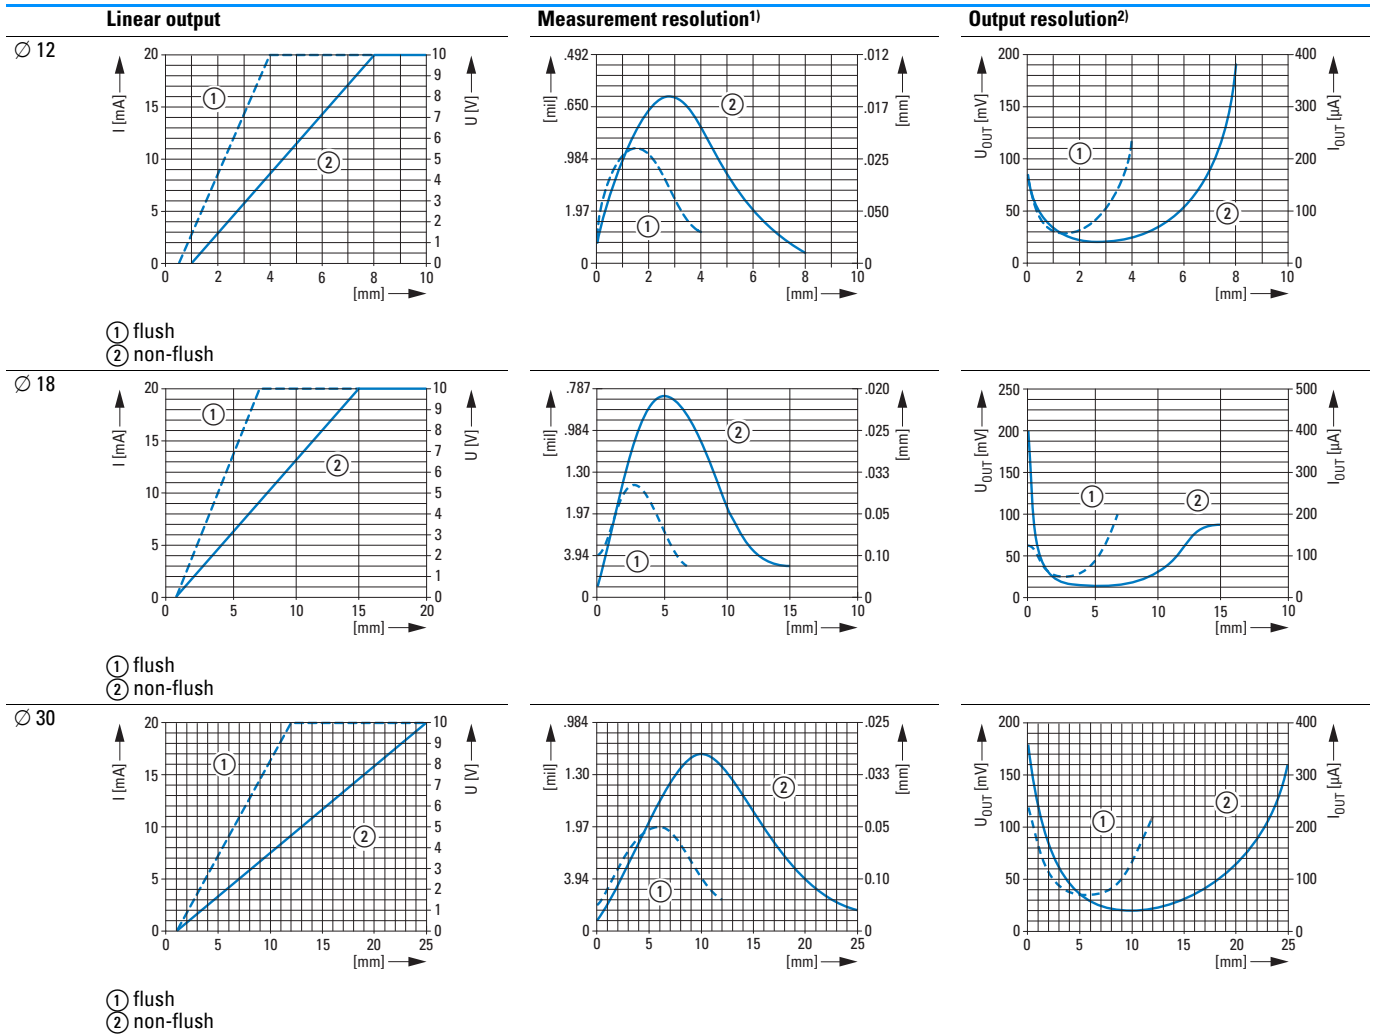 Linear output
Measurement resolution1)
Output resolution2)
∅ 12
I [mA]
20
15
10
5
0
10
9
8
7
6
5
4
3
2
1
0
U [V]
1
2
0 2 4 6 8 10
[mm]
[mil]
.492
.650
.984
1.97
0
.012
.017
.025
.050
0
[mm]
2
1
0 2 4 6 8 10
[mm]
UOUT [mV]
200
150
100
50
0
400
300
200
100
0
IOUT [µA]
1
2
0 2 4 6 8 10
[mm]
1 flush
2 non-flush
∅ 18
I [mA]
20
15
10
5
0
10
9
8
7
6
5
4
3
2
1
0
U [V]
1
2
0 5 10 15 20
[mm]
[mil]
.787
.984
1.30
1.97
3.94
0
.020
.025
.033
0.05
0.10
0
[mm]
2
1
0 5 10 15 10
[mm]
UOUT [mV]
250
200
150
100
50
0
500
400
300
200
100
0
IOUT [µA]
1
2
0 5 10 15 10
[mm]
1 flush
2 non-flush
∅ 30
I [mA]
20
15
10
5
0
10
9
8
7
6
5
4
3
2
1
0
U [V]
1
2
0 5 10 15 20 25
[mm]
[mil]
.984
1.30
1.97
3.94
0
.025
.033
0.05
0.10
0
[mm]
2
1
0 5 10 15 20 25
[mm]
UOUT [mV]
200
150
100
50
0
400
300
200
100
0
IOUT [µA]
1
2
0 5 10 15 20 25
[mm]
1 flush
2 non-flush